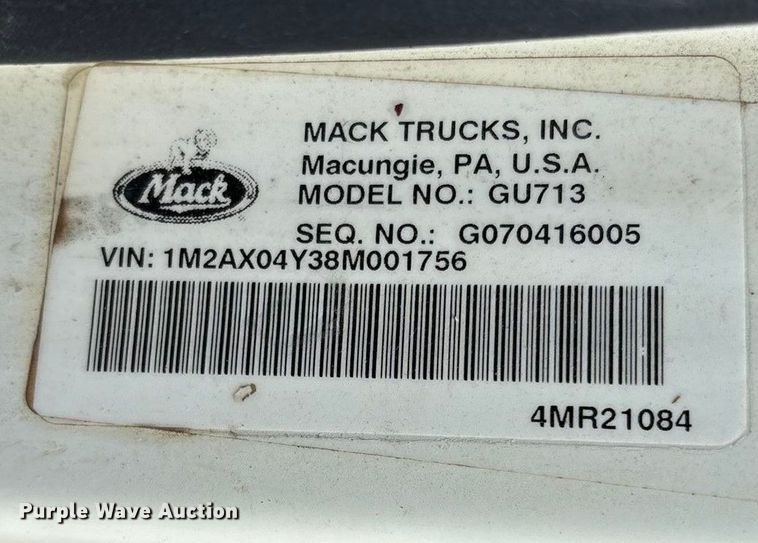 MACK TRUCKS, INC.
Macungie, PA, U.S.A.
Mack
MODEL NO.: GU713
SEQ. NO.: G070416005
VIN: 1M2AX04Y38M001756
4MR21084
Purple Wave Auction